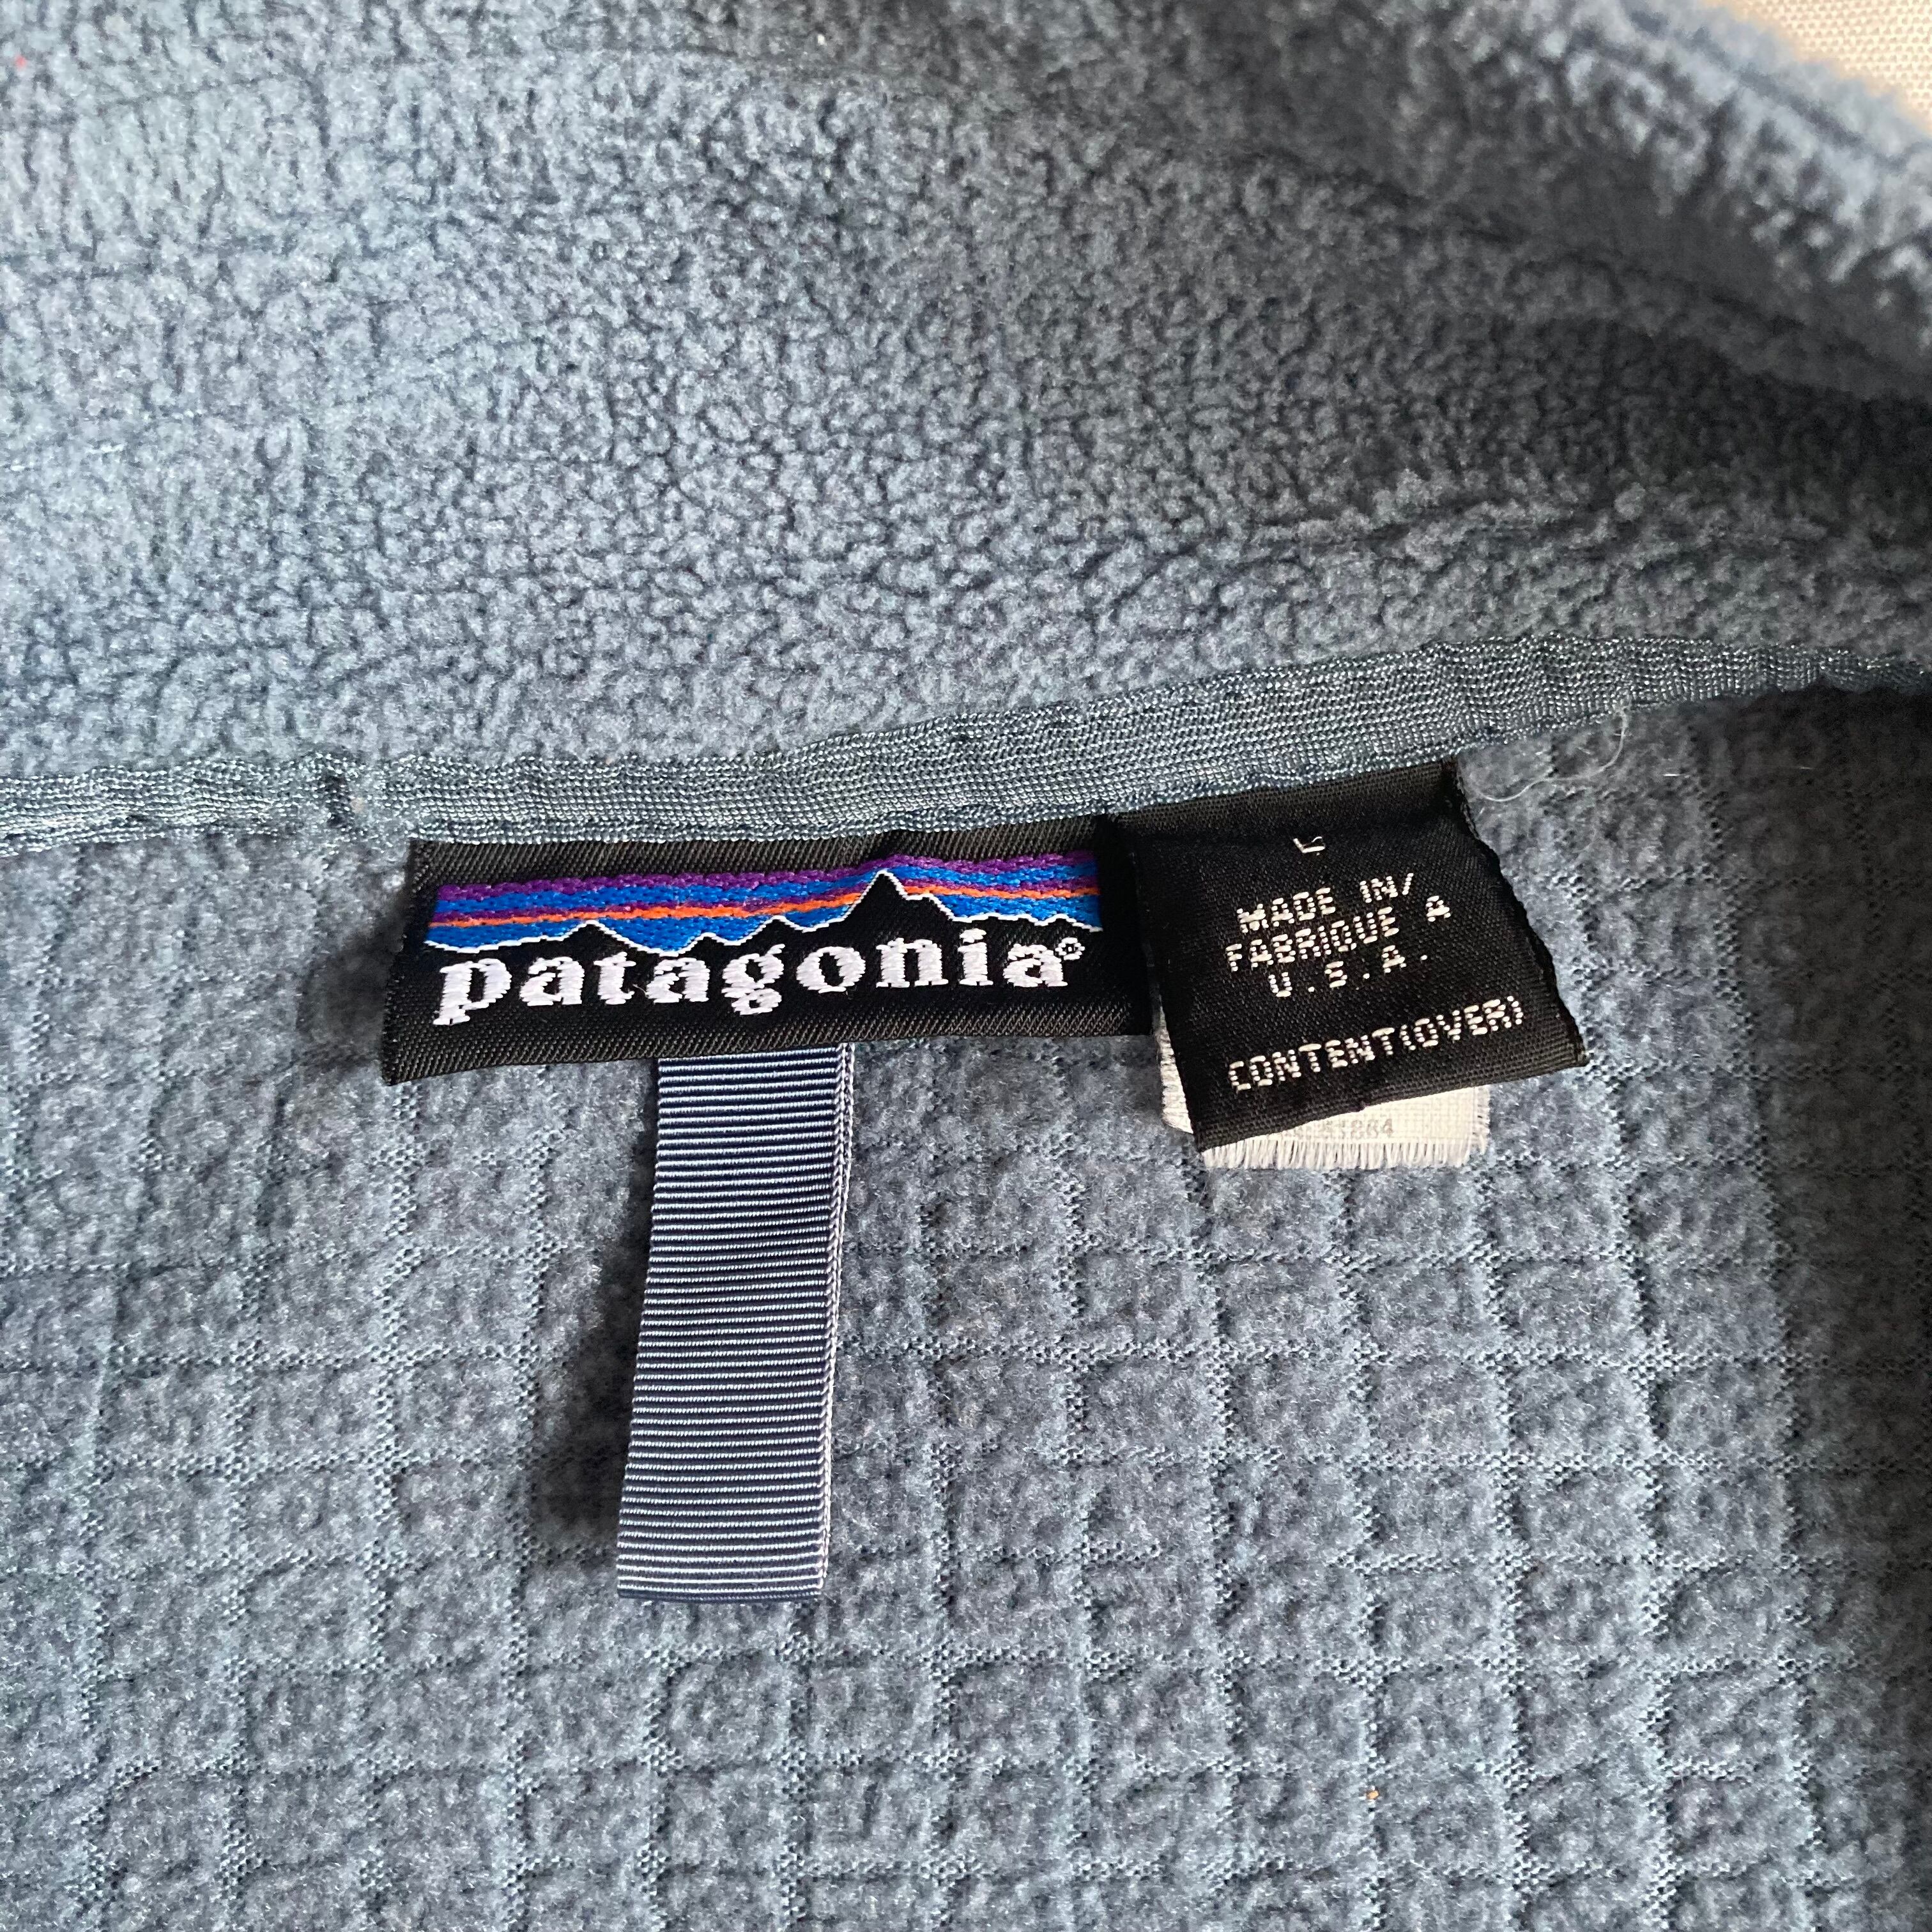 patagonia®
L
MADE IN/
FABRIQUE A
U.S.A.
CONTENT(OVER)